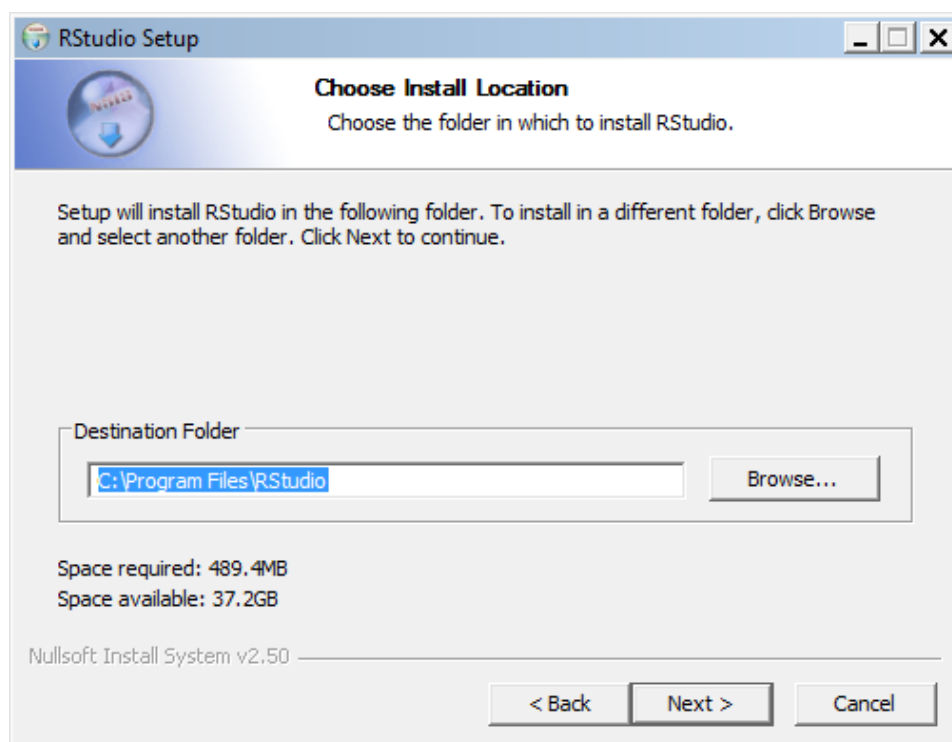 RStudio Setup
Choose Install Location
Choose the folder in which to install RStudio.
Setup will install RStudio in the following folder. To install in a different folder, click Browse
and select another folder. Click Next to continue.
Destination Folder
C:\Program Files\RStudio
Browse...
Space required: 489.4MB
Space available: 37.2GB
Nullsoft Install System v2.50
< Back
Next >
Cancel